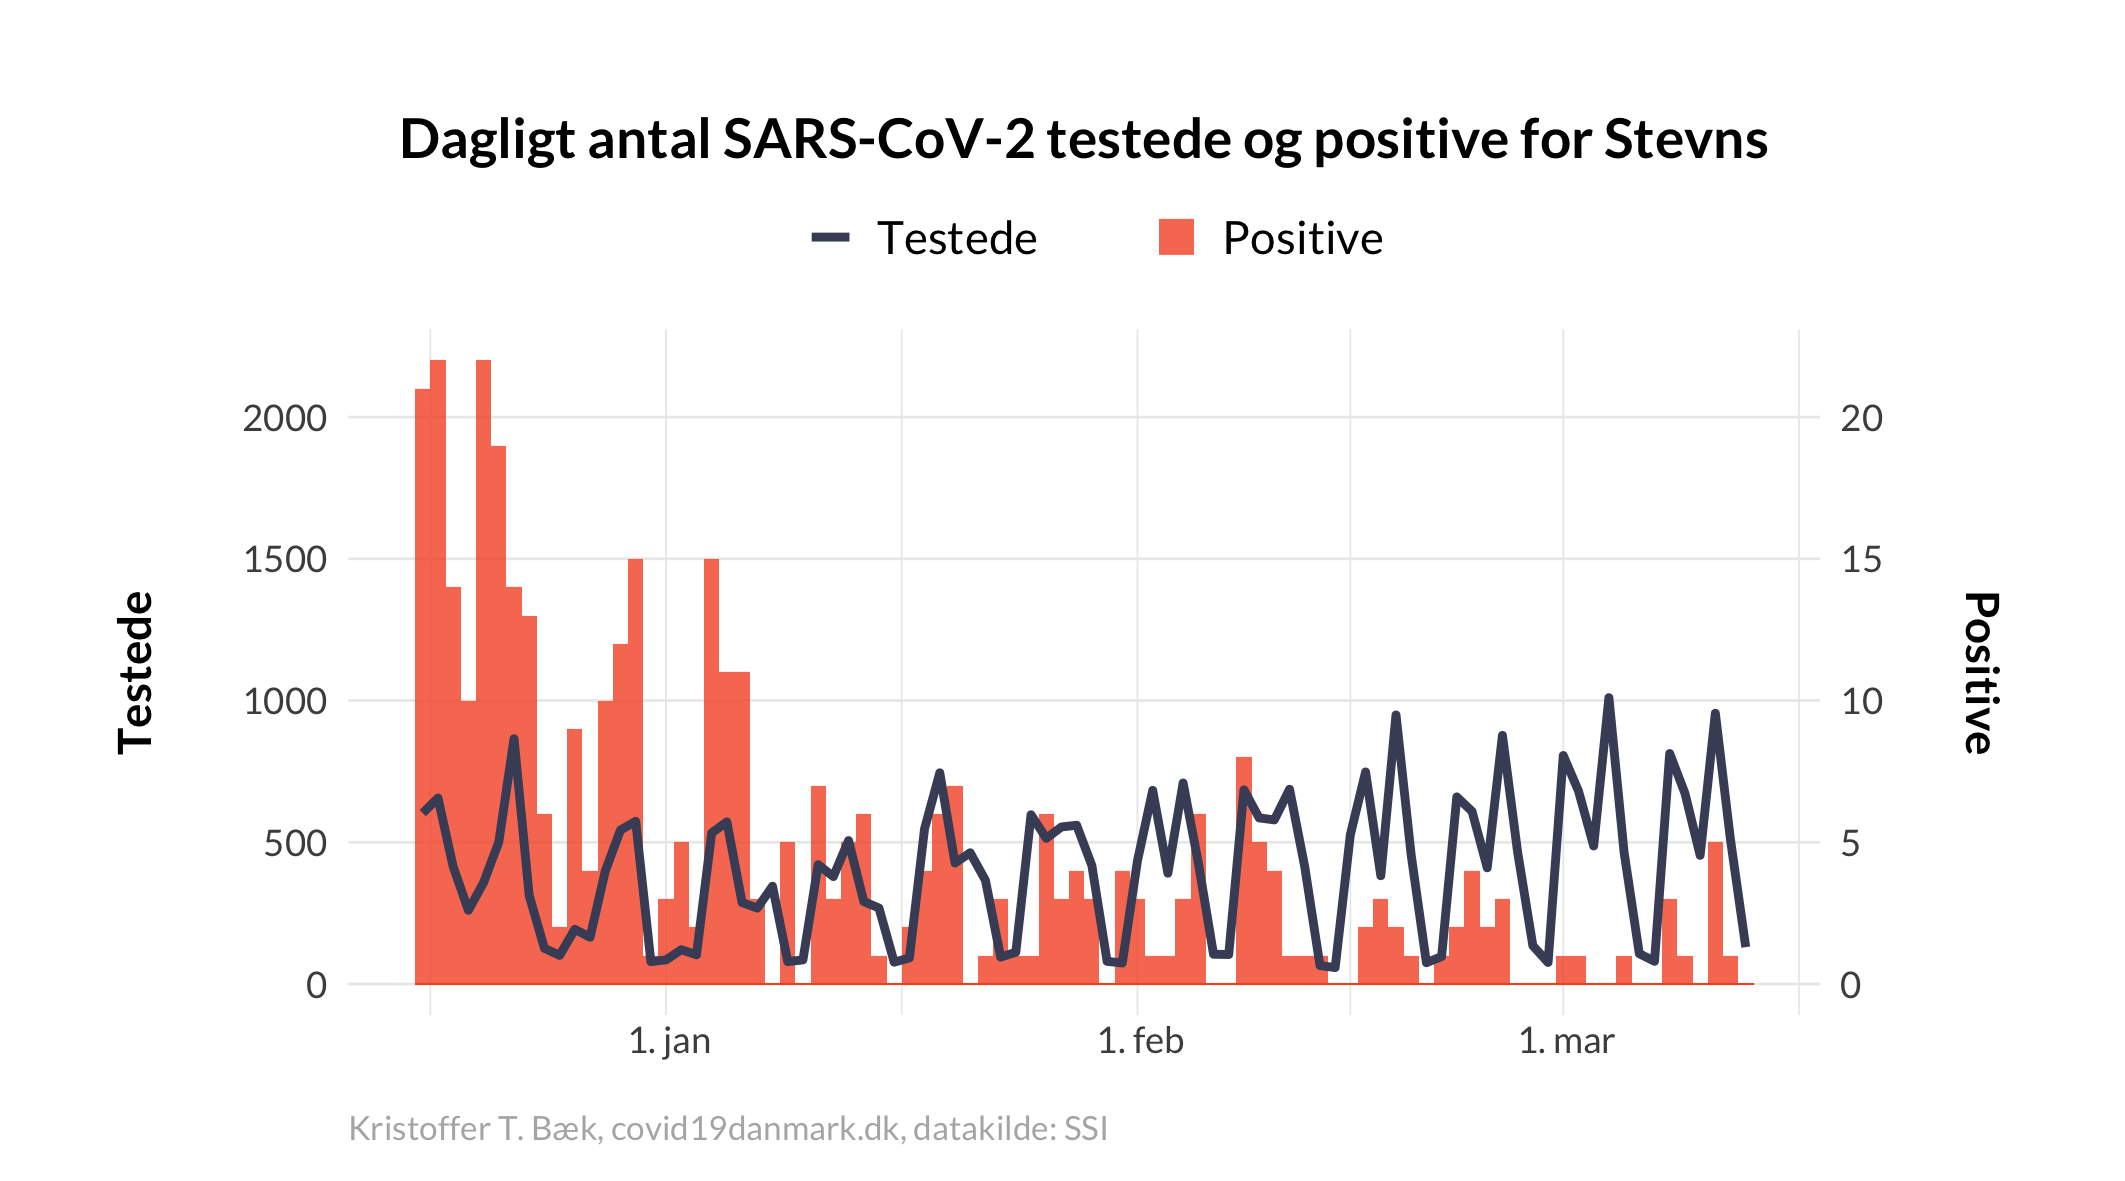 Dagligt antal SARS-CoV-2 testede og positive for Stevns
Testede
Positive
2000
1500
1000
500
0
20
15
10
5
0
Testede
Positive
1. jan
1. feb
1. mar
Kristoffer T. Bæk, covid19danmark.dk, datakilde: SSI